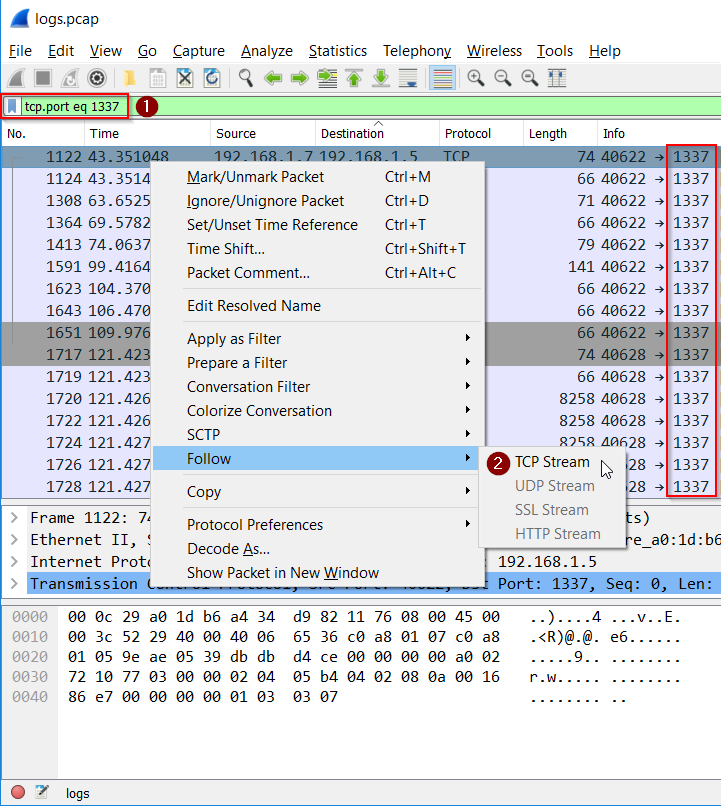 logs.pcap
File Edit View Go Capture Analyze Statistics Telephony Wireless Tools Help
tcp.port eq 1337 1
No. Time Source Destination Protocol Length Info
1122 43.351048 192.168.1.7 192.168.1.5 TCP 74 40622 → 1337
1124 43.3514 66 40622 → 1337
1308 63.6525 71 40622 → 1337
1364 69.5782 66 40622 → 1337
1413 74.0637 79 40622 → 1337
1591 99.4164 141 40622 → 1337
1623 104.370 66 40622 → 1337
1643 106.470 66 40622 → 1337
1651 109.976 66 40622 → 1337
1717 121.423 74 40628 → 1337
1719 121.423 66 40628 → 1337
1720 121.426 8258 40628 → 1337
1722 121.426 8258 40628 → 1337
1724 121.427 8258 40628 → 1337
1726 121.427 40628 → 1337
1728 121.427 40628 → 1337
Mark/Unmark Packet Ctrl+M
Ignore/Unignore Packet Ctrl+D
Set/Unset Time Reference Ctrl+T
Time Shift... Ctrl+Shift+T
Packet Comment... Ctrl+Alt+C
Edit Resolved Name
Apply as Filter
Prepare a Filter
Conversation Filter
Colorize Conversation
SCTP
Follow
Copy
Protocol Preferences
Decode As...
Show Packet in New Window
2 TCP Stream
UDP Stream
SSL Stream
HTTP Stream
Frame 1122: 74 ts)
Ethernet II, S re_a0:1d:b6
Internet Proto : 192.168.1.5
Transmission Control Protocol, Src Port: 40622, Dst Port: 1337, Seq: 0, Len:
0000 00 0c 29 a0 1d b6 a4 34 d9 82 11 76 08 00 45 00 ..)....4 ...v..E.
0010 00 3c 52 29 40 00 40 06 65 36 c0 a8 01 07 c0 a8 .<R)@.@. e6......
0020 01 05 9e ae 05 39 db db d4 ce 00 00 00 00 a0 02 .....9.. ........
0030 72 10 77 03 00 00 02 04 05 b4 04 02 08 0a 00 16 r.w..... ........
0040 86 e7 00 00 00 00 01 03 03 07 ........ ..
logs